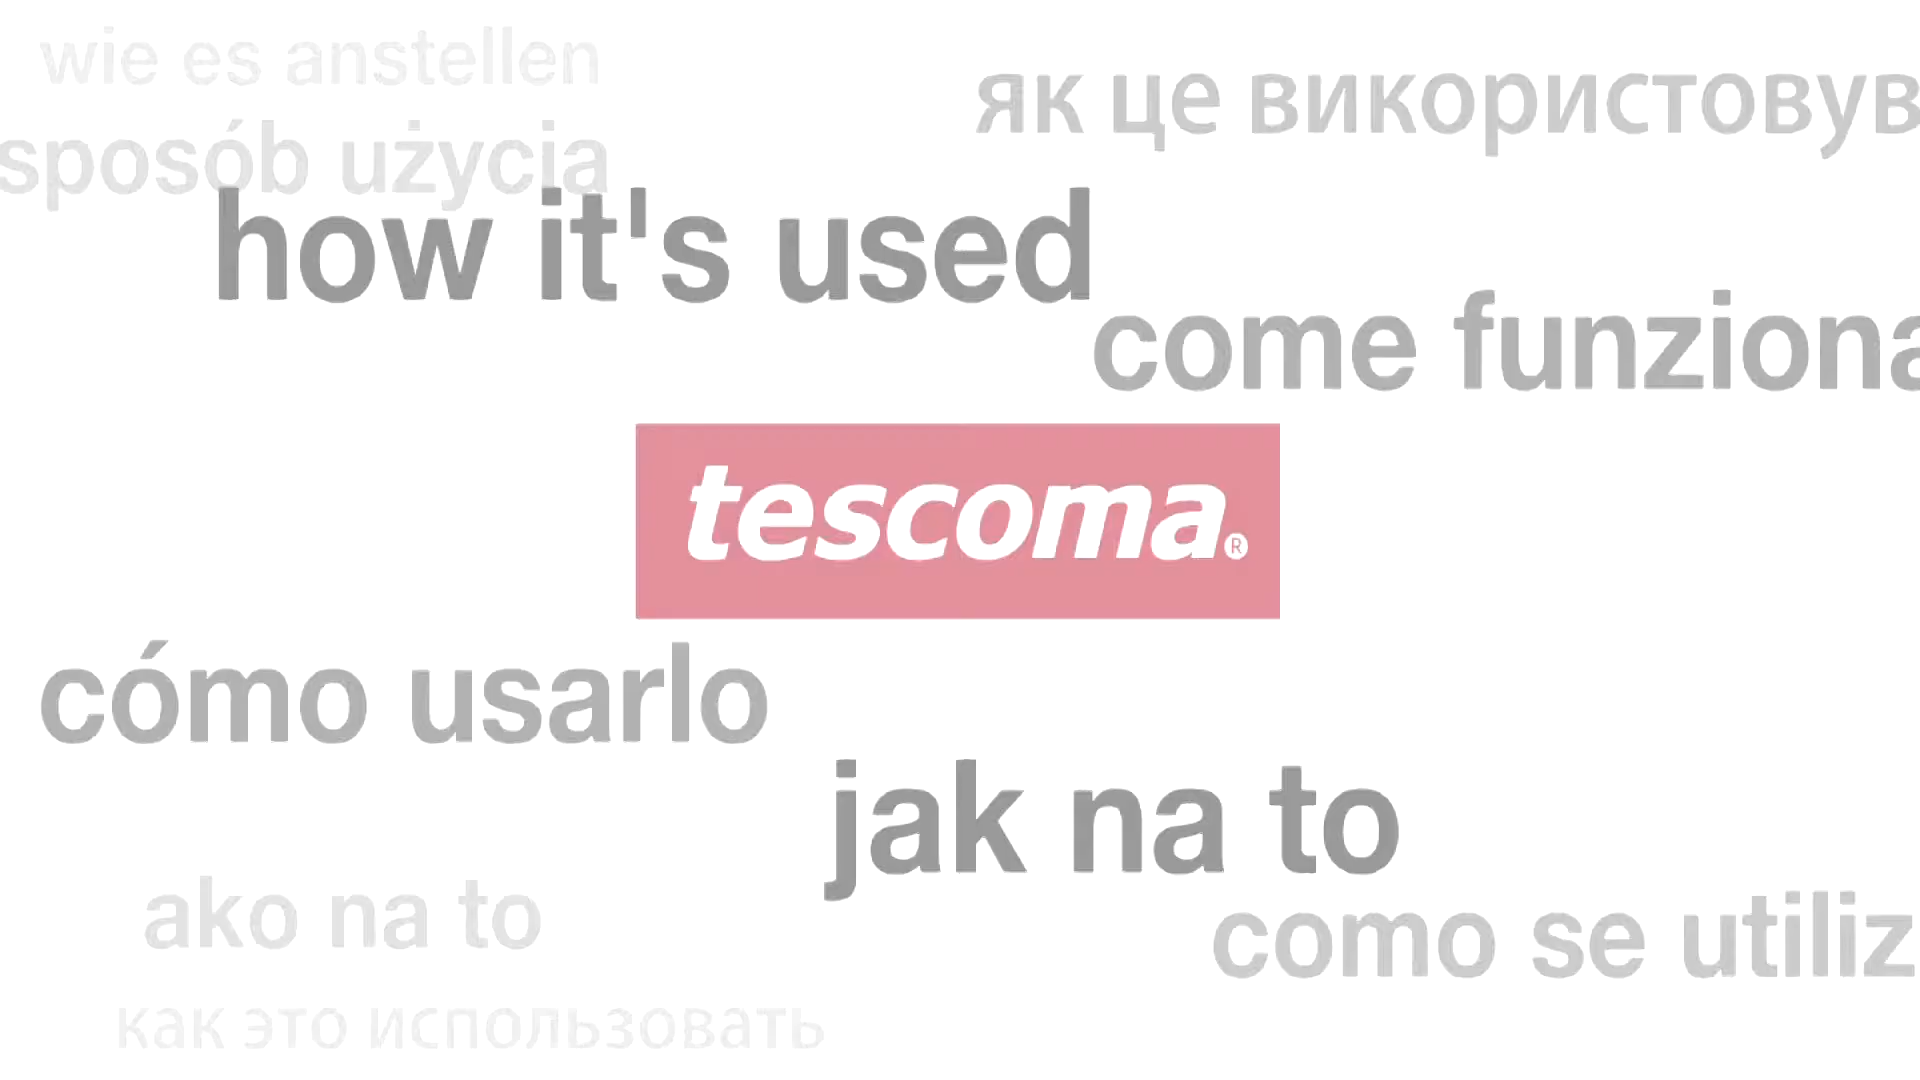 wie es anstellen
як це використовув
sposób użycia
how it's used
come funziona
tescoma.®
cómo usarlo
jak na to
ako na to
como se utiliz
как это использовать